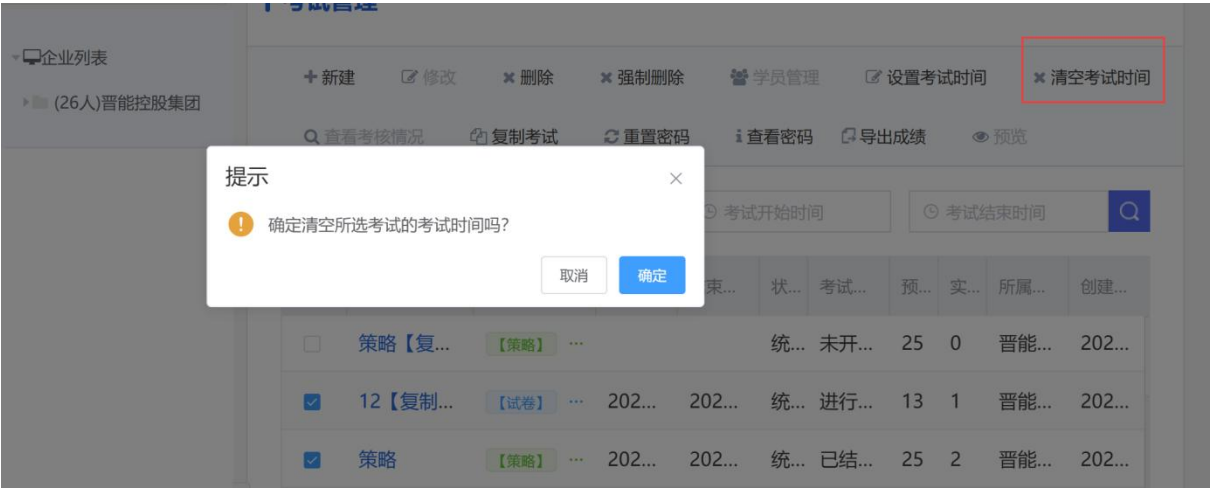 考试管理
企业列表
(26人)晋能控股集团
新建 修改 删除 强制删除 学员管理 设置考试时间 清空考试时间
查看考核情况 复制考试 重置密码 查看密码 导出成绩 预览
提示
确定清空所选考试的考试时间吗?
取消 确定
考试开始时间 考试结束时间
束... 状... 考试... 预... 实... 所属... 创建...
策略【复... 【策略】 ... 统... 未开... 25 0 晋能... 202...
12【复制... 【试卷】 ... 202... 202... 统... 进行... 13 1 晋能... 202...
策略 【策略】 ... 202... 202... 统... 已结... 25 2 晋能... 202...